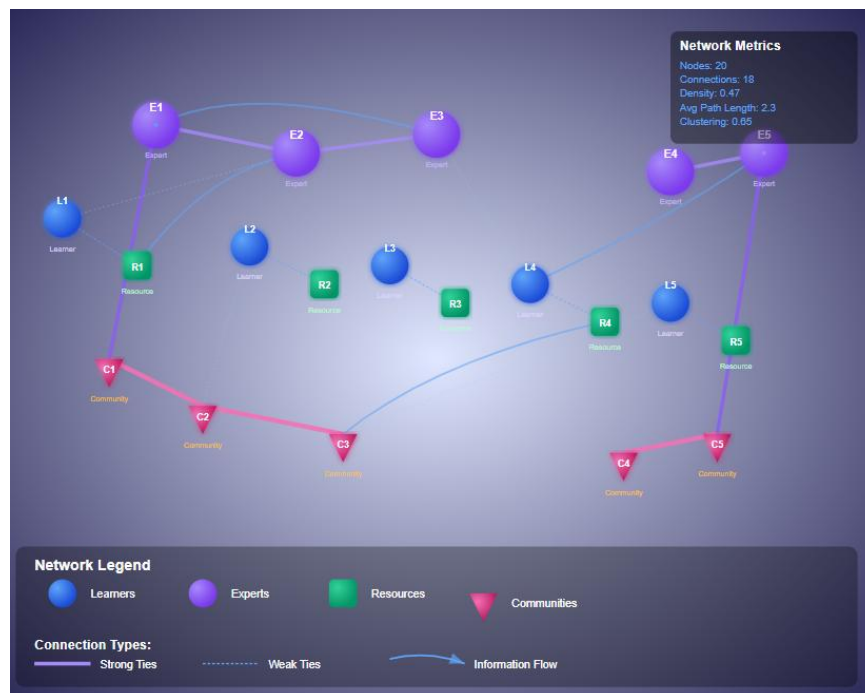 Network Metrics
Nodes: 20
Connections: 18
Density: 0.47
Avg Path Length: 2.3
Clustering: 0.65
E1
Expert
E2
Expert
E3
Expert
E4
Expert
E5
Expert
L1
Learner
L2
Learner
L3
Learner
L4
Learner
L5
Learner
R1
Resource
R2
Resource
R3
Resource
R4
Resource
R5
Resource
C1
Community
C2
Community
C3
Community
C4
Community
C5
Community
Network Legend
Learners
Experts
Resources
Communities
Connection Types:
Strong Ties
Weak Ties
Information Flow